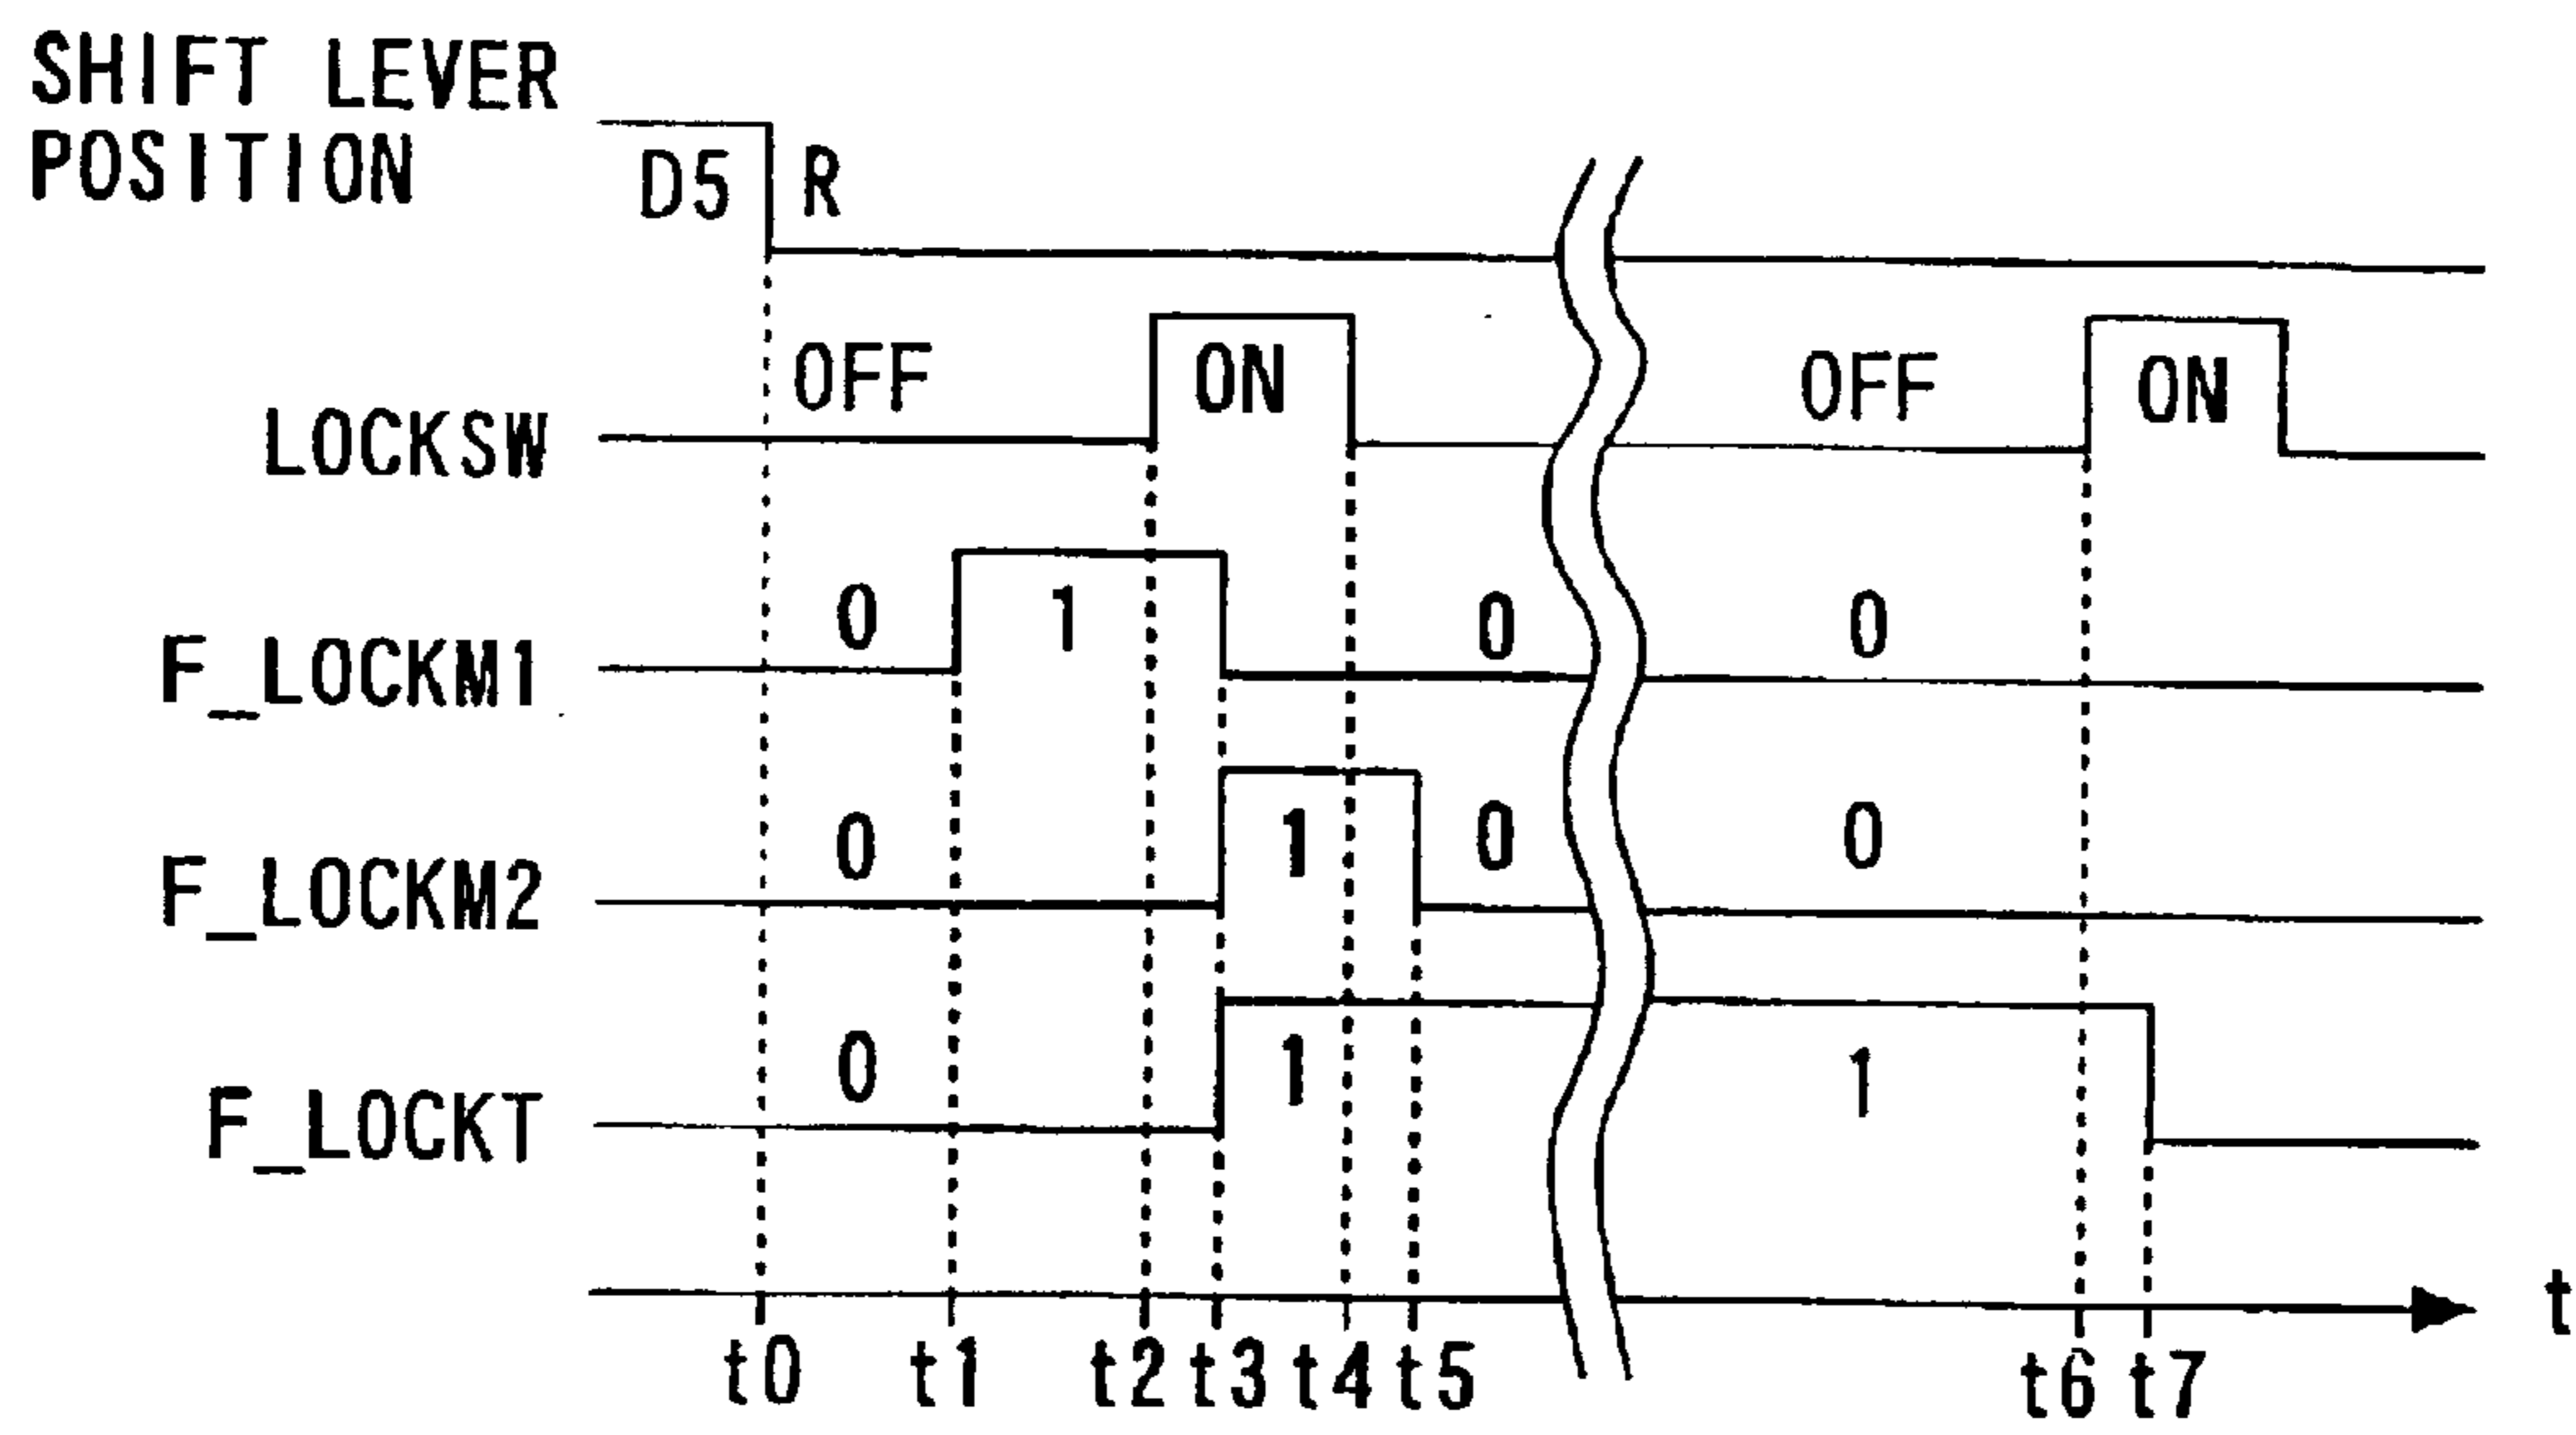 SHIFT LEVER
POSITION
D5 R
OFF ON OFF ON
LOCKSW
0 1 0 0
F_LOCKM1
0 1 0 0
F_LOCKM2
0 1 1
F_LOCKT
t
t0 t1 t2 t3 t4 t5 t6 t7